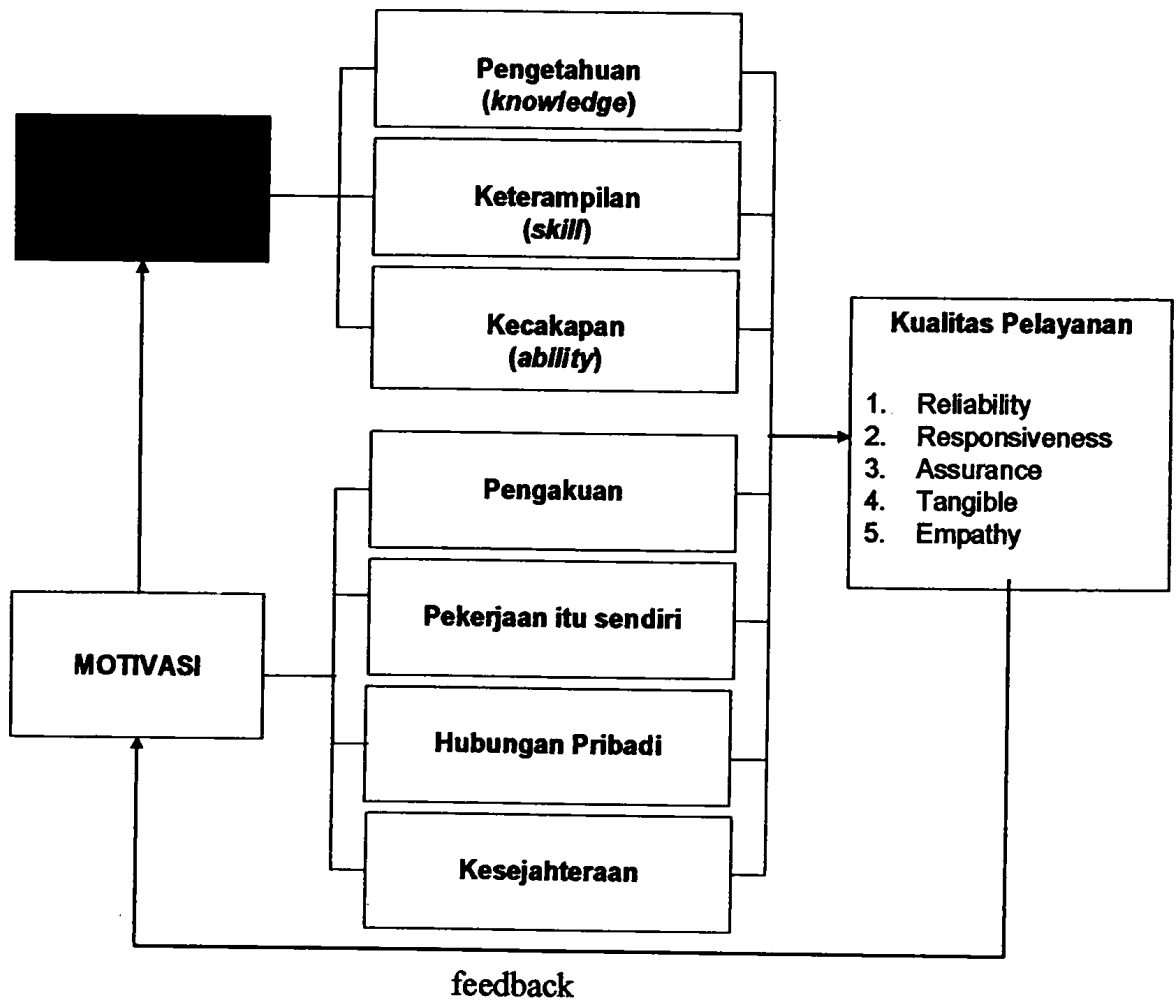 Pengetahuan
(knowledge)
Keterampilan
(skill)
Kecakapan
(ability)
Kualitas Pelayanan
1. Reliability
2. Responsiveness
3. Assurance
4. Tangible
5. Empathy
Pengakuan
Pekerjaan itu sendiri
MOTIVASI
Hubungan Pribadi
Kesejahteraan
feedback